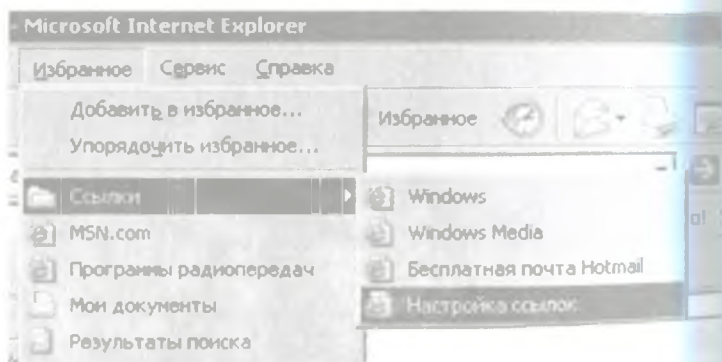 Microsoft Internet Explorer
Избранное Сервис Справка
Добавить в избранное...
Упорядочить избранное...
Избранное
Ссылки
MSN.com
Программы радиопередач
Мои документы
Результаты поиска
Windows
Windows Media
Бесплатная почта Hotmail
Настройка ссылок